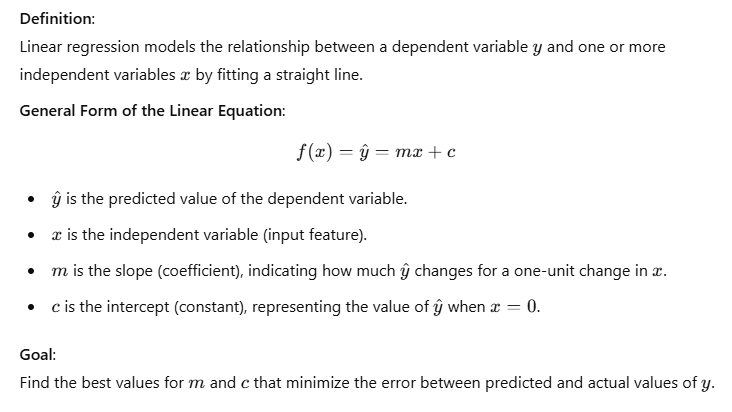 Definition:
Linear regression models the relationship between a dependent variable y and one or more
independent variables x by fitting a straight line.
General Form of the Linear Equation:
f(x) = ŷ = mx + c
• ŷ is the predicted value of the dependent variable.
• x is the independent variable (input feature).
• m is the slope (coefficient), indicating how much ŷ changes for a one-unit change in x.
• c is the intercept (constant), representing the value of ŷ when x = 0.
Goal:
Find the best values for m and c that minimize the error between predicted and actual values of y.